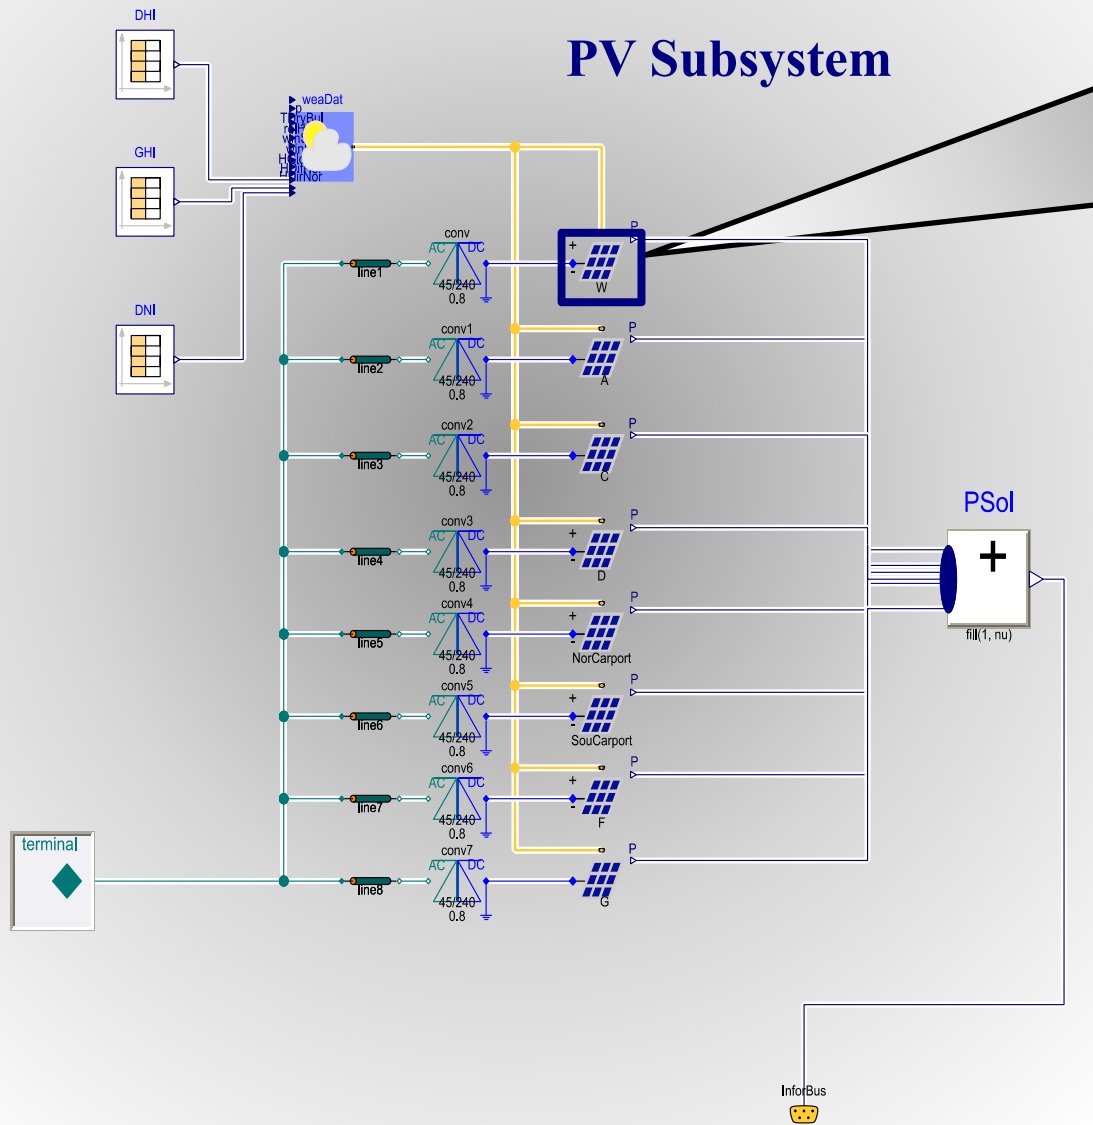 DHI
PV Subsystem
weaDat
GHI
DNI
conv
AC DC
45/240
0.8
line1
+
-
W
P
conv1
AC DC
45/240
0.8
line2
A
P
conv2
AC DC
45/240
0.8
line3
C
P
conv3
AC DC
45/240
0.8
line4
+
-
D
P
conv4
AC DC
45/240
0.8
line5
+
-
NorCarport
P
conv5
AC DC
45/240
0.8
line6
+
-
SouCarport
P
conv6
AC DC
45/240
0.8
line7
+
-
F
P
conv7
AC DC
45/240
0.8
line8
G
P
PSol
+
fill(1, nu)
terminal
InforBus